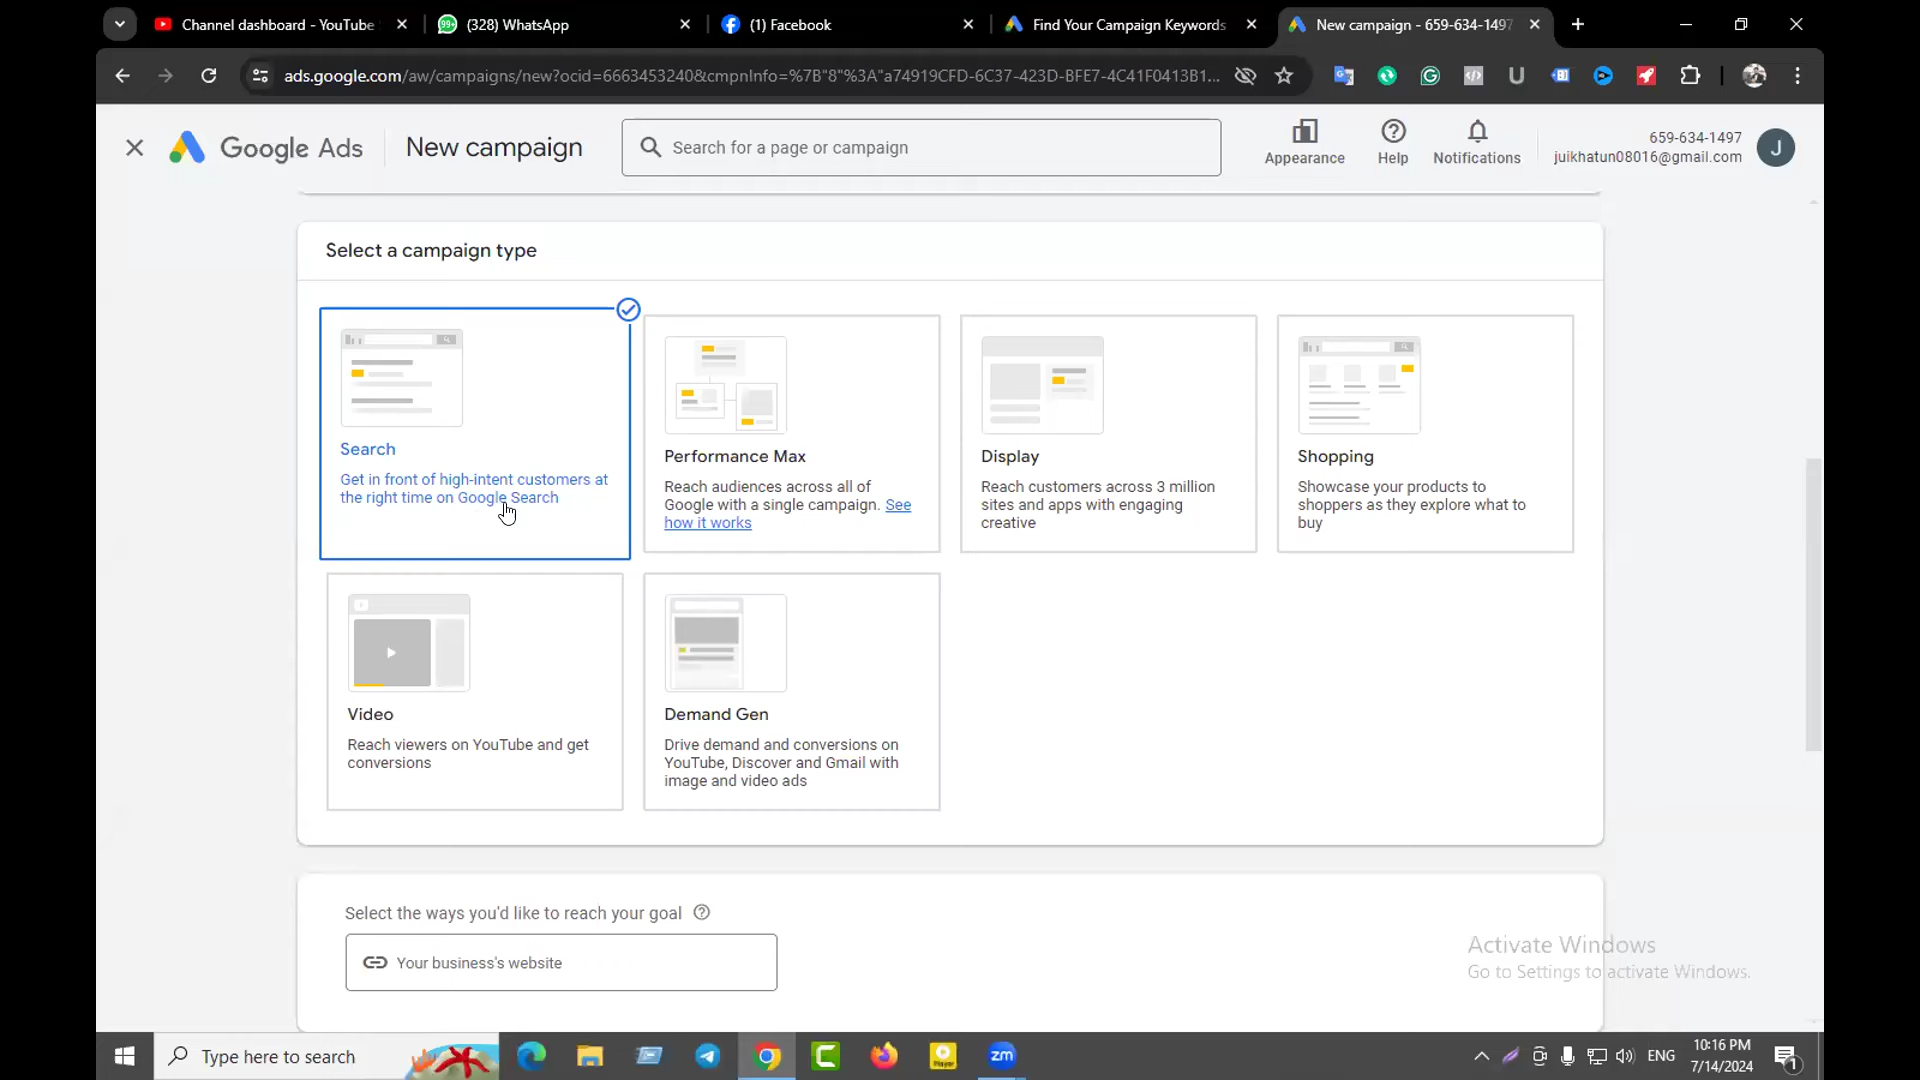 Channel dashboard - YouTube
(328) WhatsApp
(1) Facebook
Find Your Campaign Keywords
New campaign - 659-634-1497
ads.google.com/aw/campaigns/new?ocid=6663453240&cmpnInfo=%7B"8"%3A"a74919CFD-6C37-423D-BFE7-4C41F0413B1...
Google Ads
New campaign
Search for a page or campaign
Appearance
Help
Notifications
659-634-1497
juikhatun08016@gmail.com
J
Select a campaign type
Search
Get in front of high-intent customers at
the right time on Google Search
Performance Max
Reach audiences across all of
Google with a single campaign. See
how it works
Display
Reach customers across 3 million
sites and apps with engaging
creative
Shopping
Showcase your products to
shoppers as they explore what to
buy
Video
Reach viewers on YouTube and get
conversions
Demand Gen
Drive demand and conversions on
YouTube, Discover and Gmail with
image and video ads
Select the ways you'd like to reach your goal
Your business's website
Activate Windows
Go to Settings to activate Windows.
Type here to search
zm
ENG
10:16 PM
7/14/2024
1